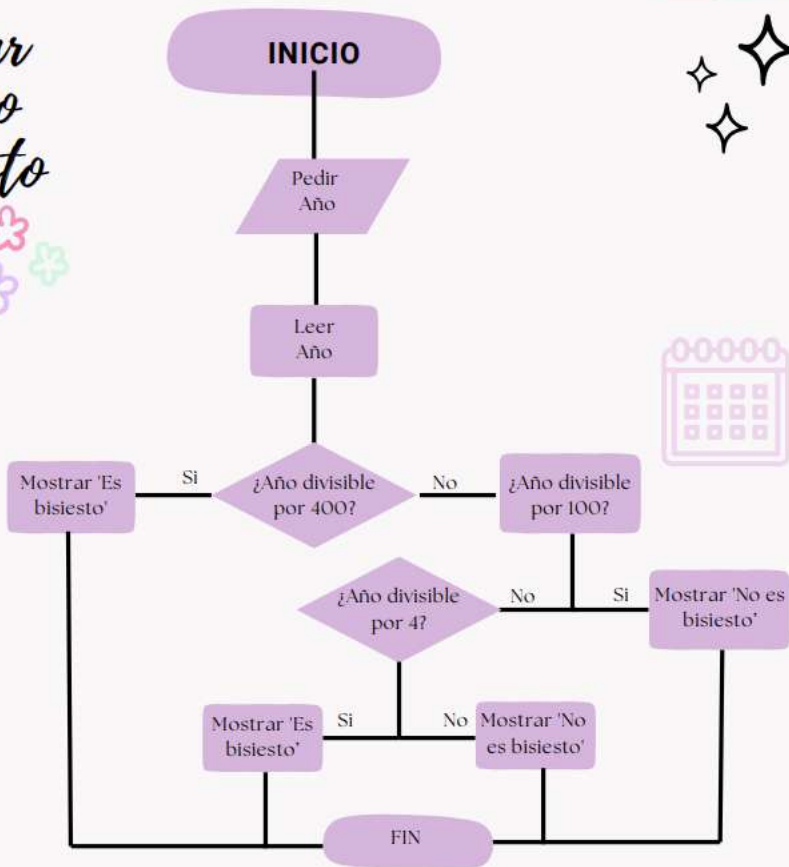 INICIO
Pedir
Año
Leer
Año
¿Año divisible
por 400?
Si
No
Mostrar 'Es
bisiesto'
¿Año divisible
por 100?
¿Año divisible
por 4?
No
Si
Mostrar 'No es
bisiesto'
Mostrar 'Es
bisiesto'
Si
No
Mostrar 'No
es bisiesto'
FIN